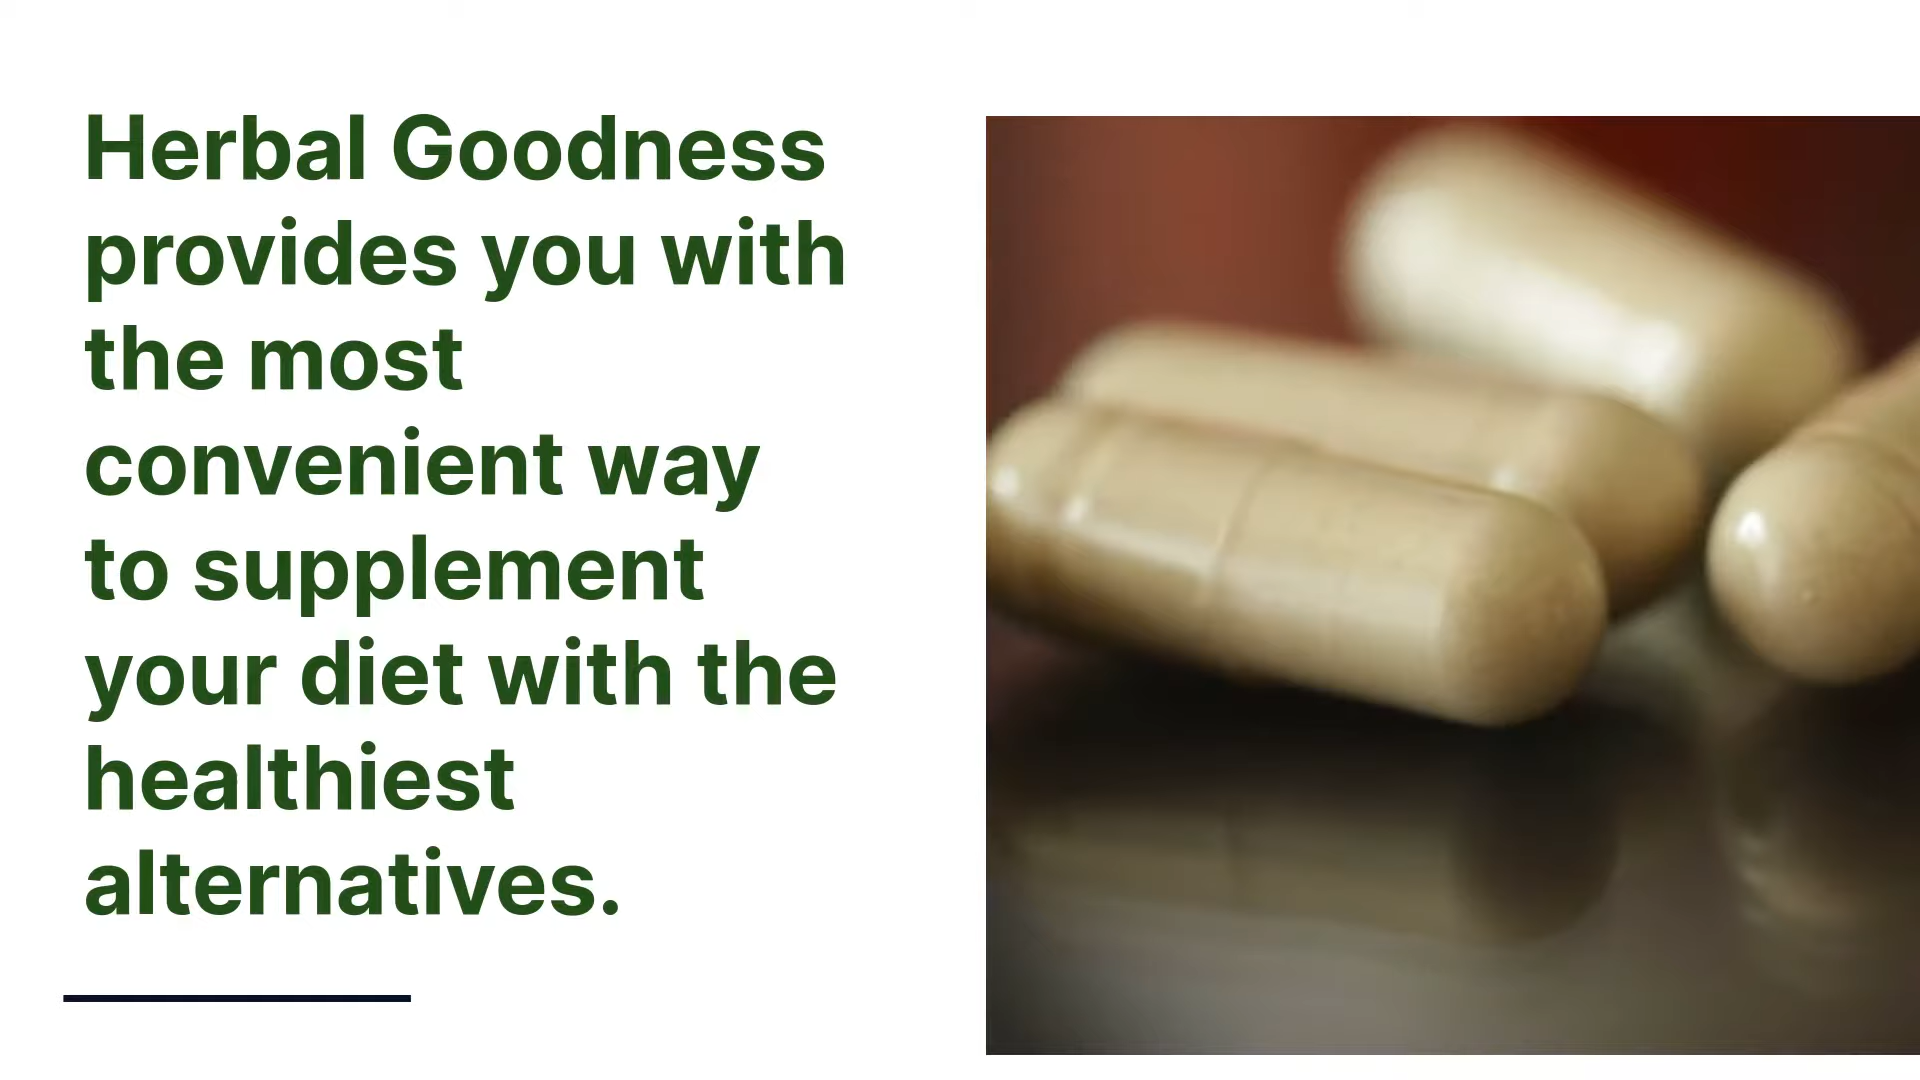 Herbal Goodness
provides you with
the most
convenient way
to supplement
your diet with the
healthiest
alternatives.